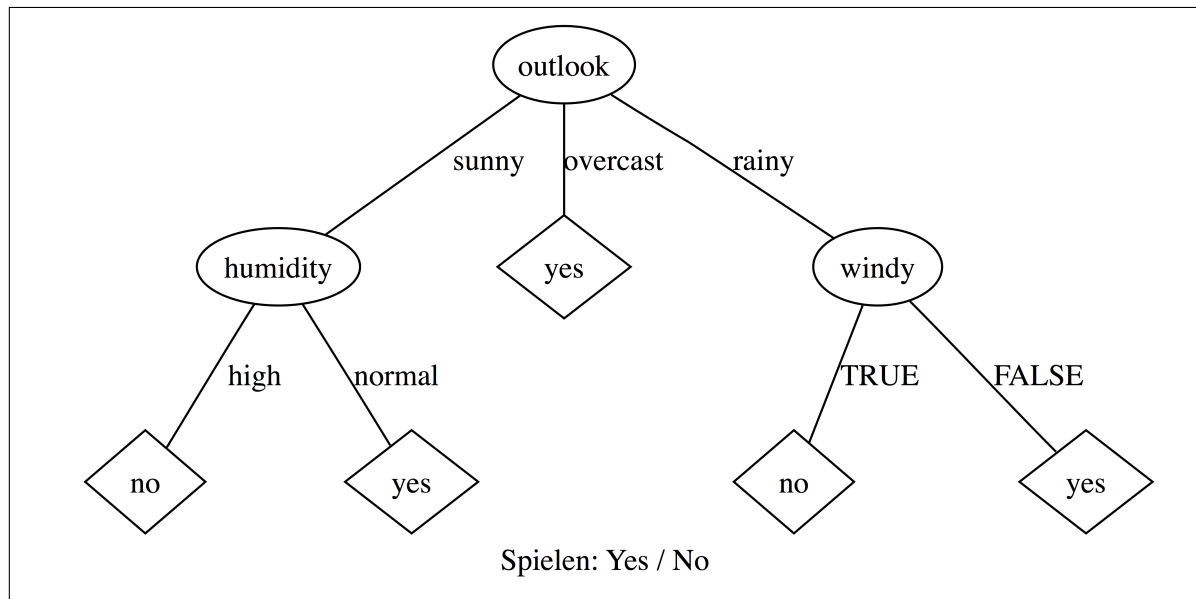 outlook
sunny overcast rainy
humidity yes windy
high normal TRUE FALSE
no yes no yes
Spielen: Yes / No